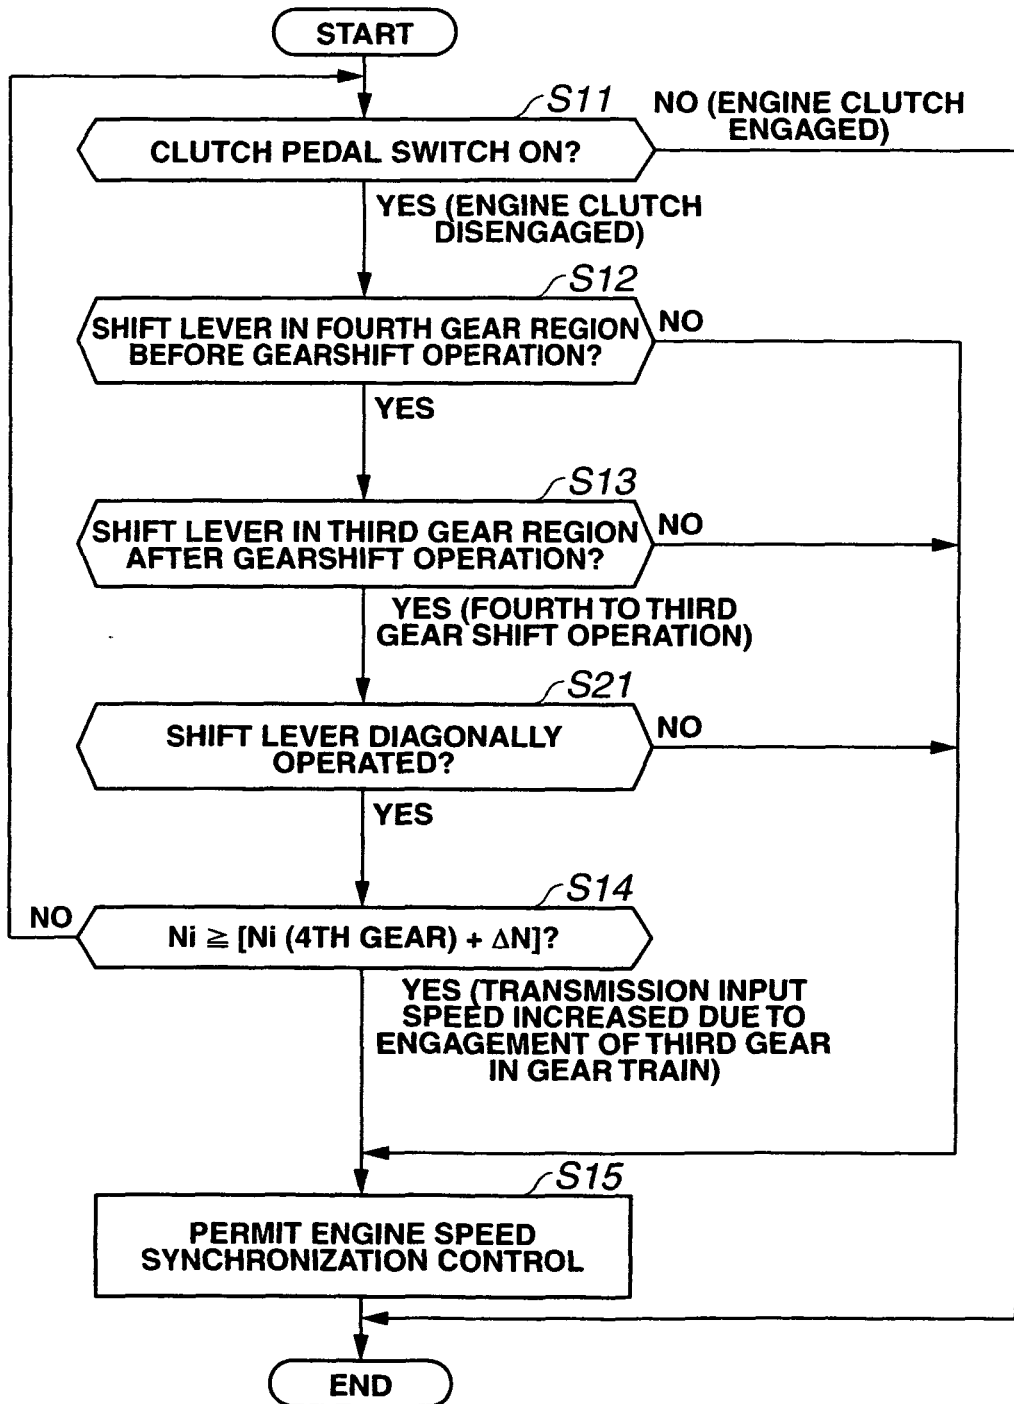 START
S11
NO (ENGINE CLUTCH
ENGAGED)
CLUTCH PEDAL SWITCH ON?
YES (ENGINE CLUTCH
DISENGAGED)
S12
SHIFT LEVER IN FOURTH GEAR REGION
BEFORE GEARSHIFT OPERATION?
NO
YES
S13
SHIFT LEVER IN THIRD GEAR REGION
AFTER GEARSHIFT OPERATION?
NO
YES (FOURTH TO THIRD
GEAR SHIFT OPERATION)
S21
SHIFT LEVER DIAGONALLY
OPERATED?
NO
YES
S14
NO
Ni ≧ [Ni (4TH GEAR) + ΔN]?
YES (TRANSMISSION INPUT
SPEED INCREASED DUE TO
ENGAGEMENT OF THIRD GEAR
IN GEAR TRAIN)
S15
PERMIT ENGINE SPEED
SYNCHRONIZATION CONTROL
END